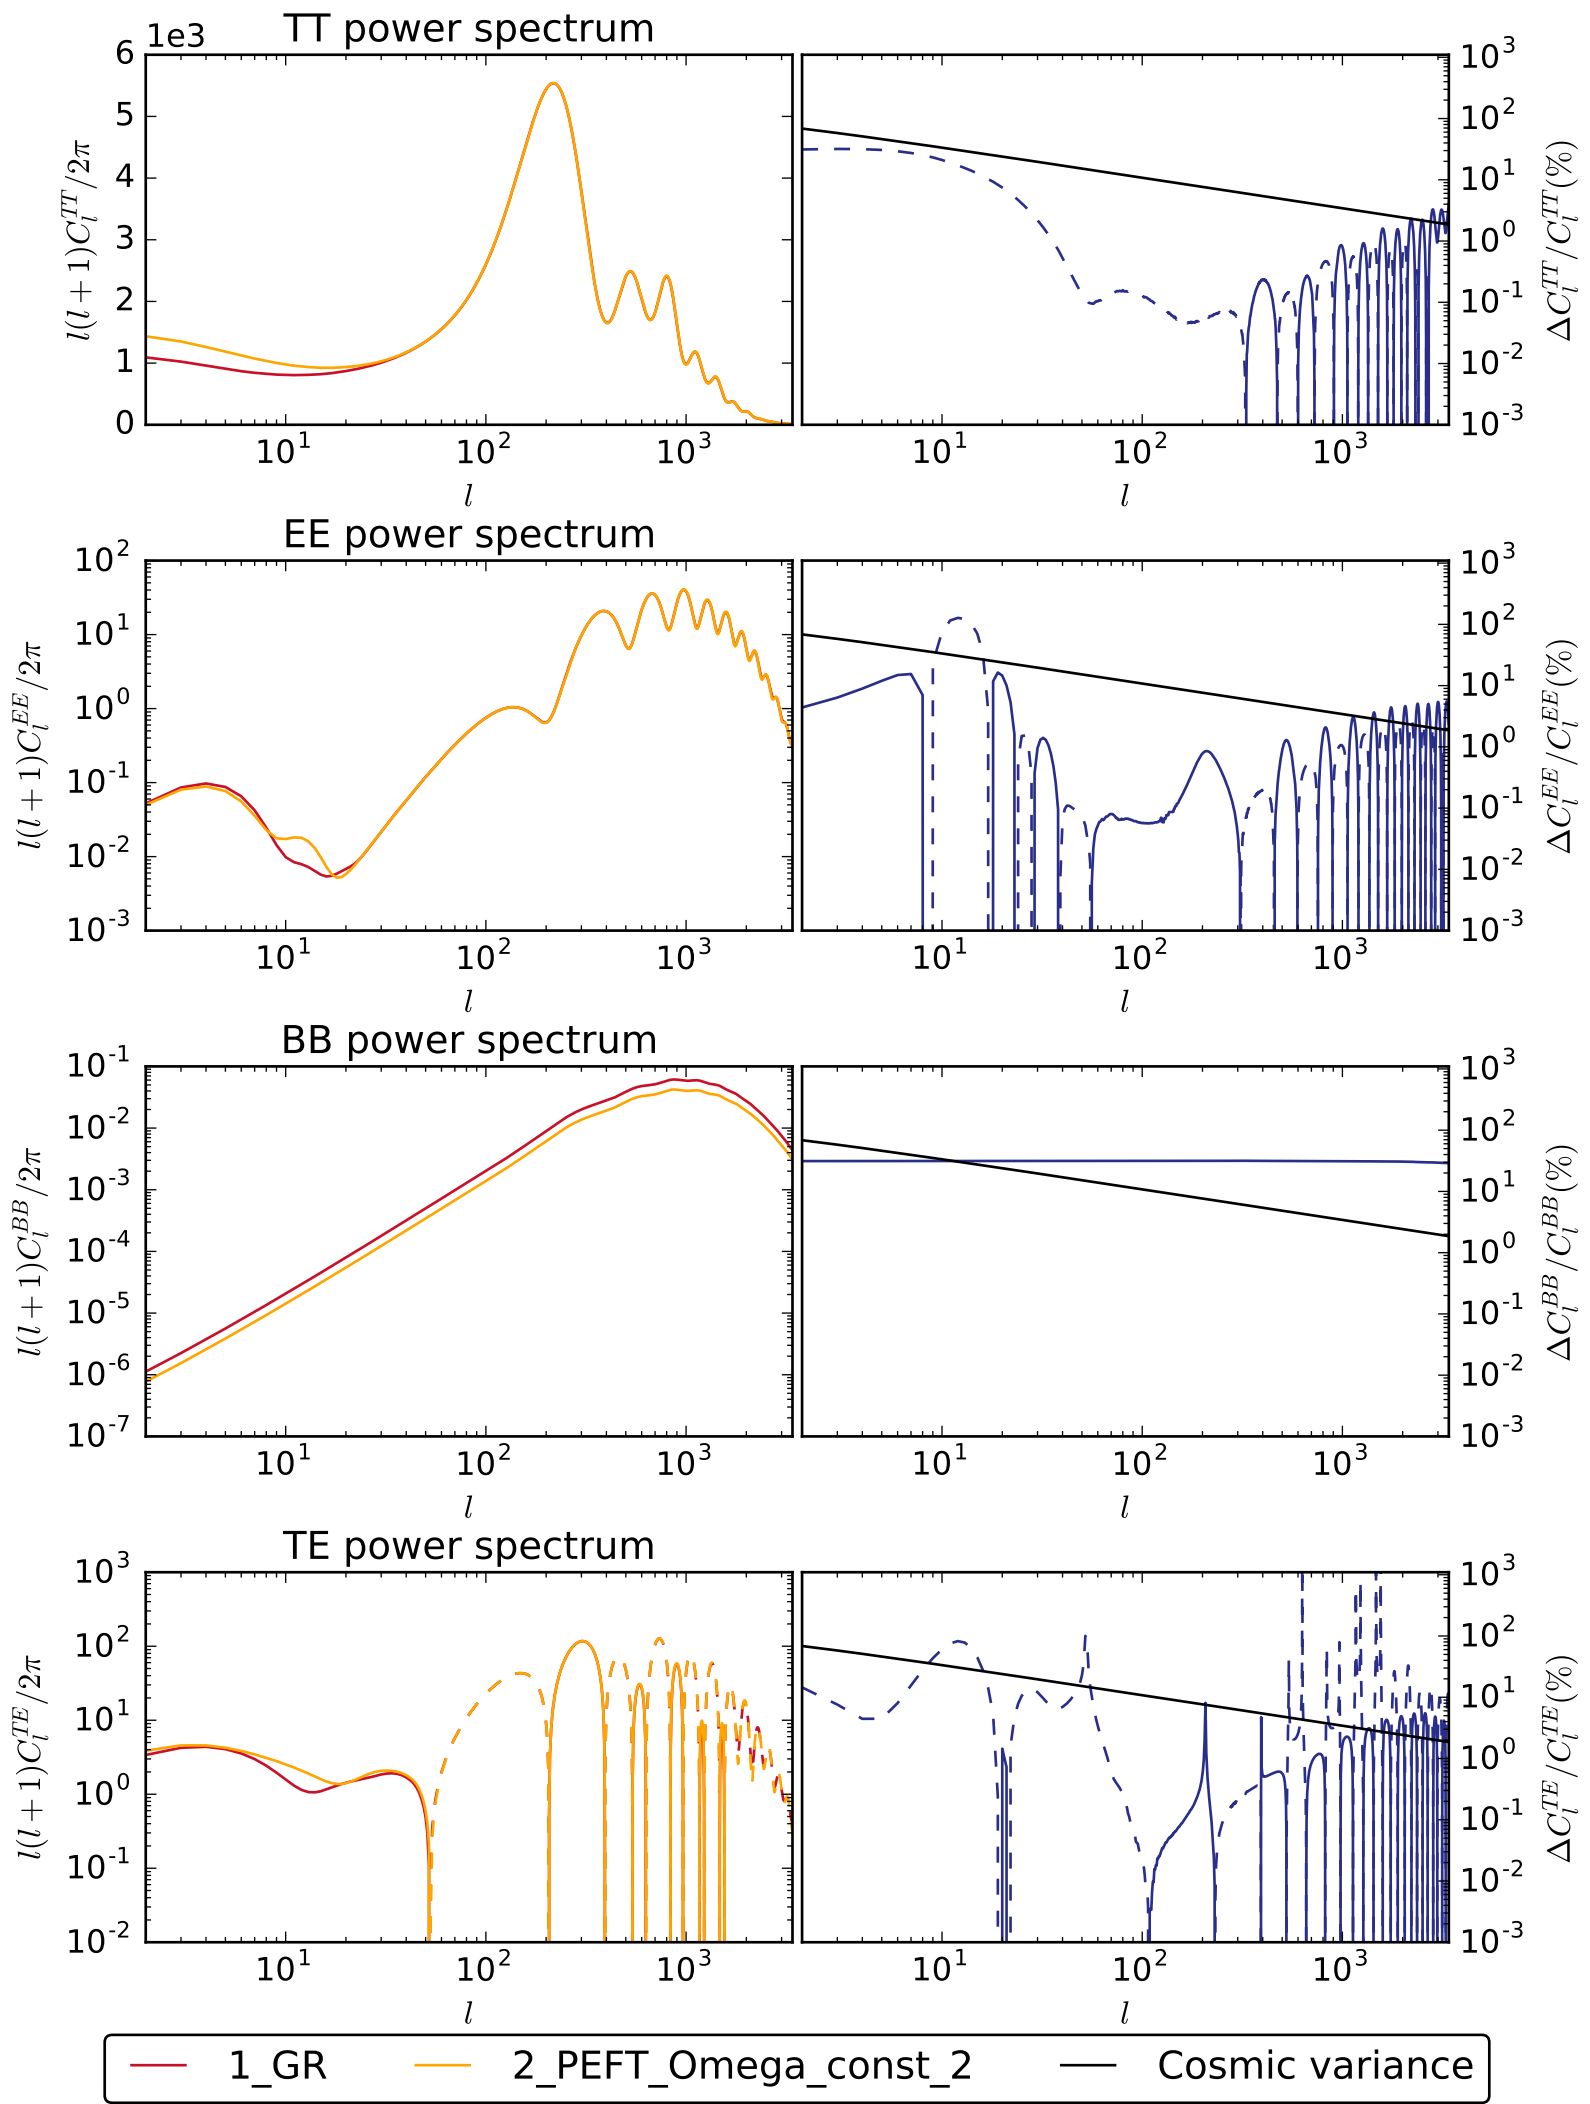 TT power spectrum
1e3
6
5
4
3
2
1
0
l(l+1)C_l^{TT}/2π
10^1 10^2 10^3
l
10^3
10^2
10^1
10^0
10^-1
10^-2
10^-3
ΔC_l^{TT}/C_l^{TT}(%)
10^1 10^2 10^3
l
EE power spectrum
10^2
10^1
10^0
10^-1
10^-2
10^-3
l(l+1)C_l^{EE}/2π
10^1 10^2 10^3
l
10^3
10^2
10^1
10^0
10^-1
10^-2
10^-3
ΔC_l^{EE}/C_l^{EE}(%)
10^1 10^2 10^3
l
BB power spectrum
10^-1
10^-2
10^-3
10^-4
10^-5
10^-6
10^-7
l(l+1)C_l^{BB}/2π
10^1 10^2 10^3
l
10^3
10^2
10^1
10^0
10^-1
10^-2
10^-3
ΔC_l^{BB}/C_l^{BB}(%)
10^1 10^2 10^3
l
TE power spectrum
10^3
10^2
10^1
10^0
10^-1
10^-2
l(l+1)C_l^{TE}/2π
10^1 10^2 10^3
l
10^3
10^2
10^1
10^0
10^-1
10^-2
10^-3
ΔC_l^{TE}/C_l^{TE}(%)
10^1 10^2 10^3
l
1_GR 2_PEFT_Omega_const_2 Cosmic variance